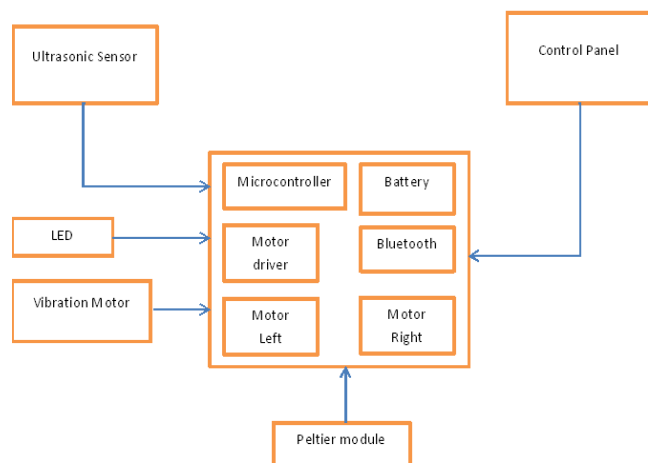 Ultrasonic Sensor
Control Panel
Microcontroller
Battery
LED
Motor
driver
Bluetooth
Vibration Motor
Motor
Left
Motor
Right
Peltier module